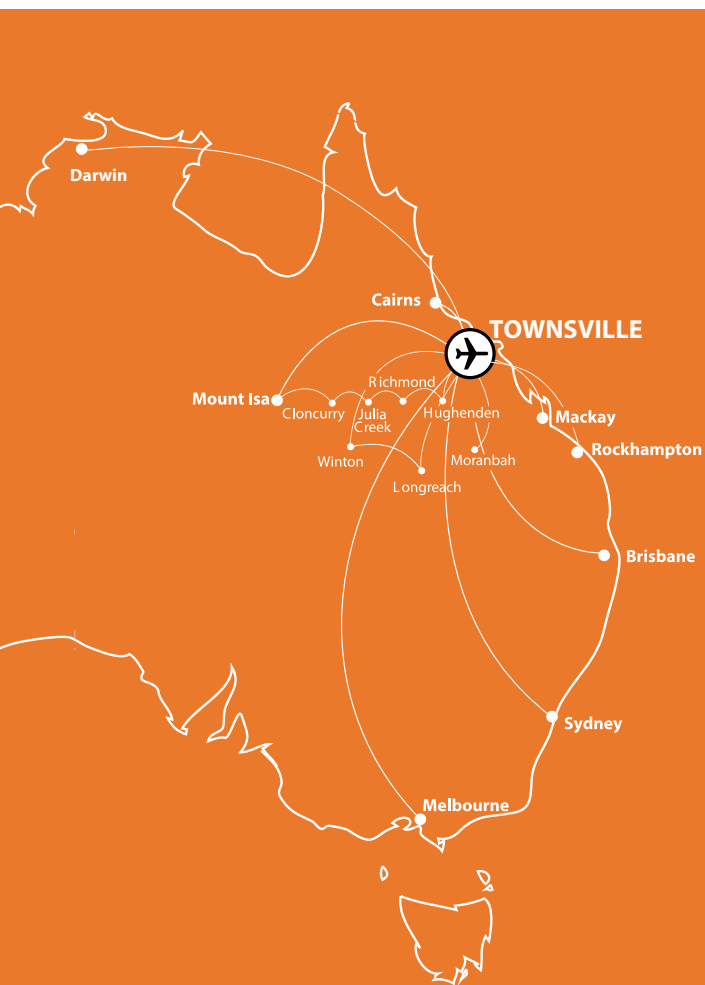 Darwin
Cairns
TOWNSVILLE
Richmond
Mount Isa
Cloncurry
Julia
Creek
Hughenden
Mackay
Rockhampton
Winton
Moranbah
Longreach
Brisbane
Sydney
Melbourne